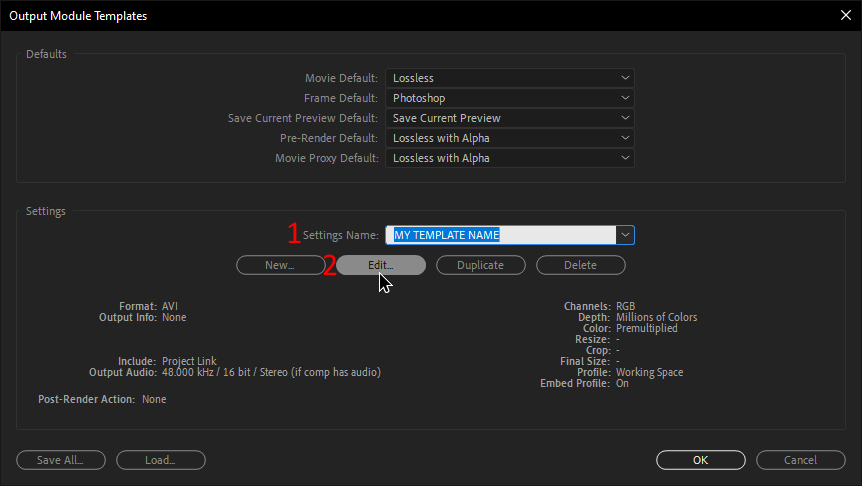 Output Module Templates
Defaults
Movie Default: Lossless
Frame Default: Photoshop
Save Current Preview Default: Save Current Preview
Pre-Render Default: Lossless with Alpha
Movie Proxy Default: Lossless with Alpha
Settings
1 Settings Name: MY TEMPLATE NAME
New... 2 Edit... Duplicate Delete
Format: AVI
Output Info: None
Include: Project Link
Output Audio: 48.000 kHz / 16 bit / Stereo (if comp has audio)
Post-Render Action: None
Channels: RGB
Depth: Millions of Colors
Color: Premultiplied
Resize: -
Crop: -
Final Size: -
Profile: Working Space
Embed Profile: On
Save All... Load... OK Cancel